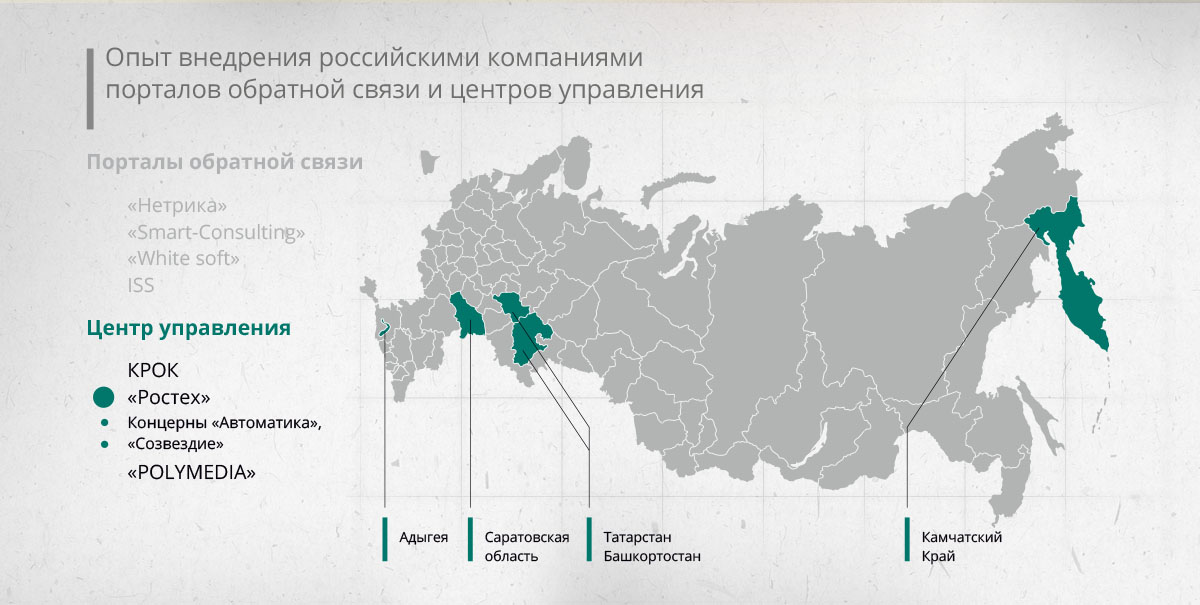 Опыт внедрения российскими компаниями
порталов обратной связи и центров управления
Порталы обратной связи
«Нетрика»
«Smart-Consulting»
«White soft»
ISS
Центр управления
КРОК
«Ростех»
Концерны «Автоматика»,
«Созвездие»
«POLYMEDIA»
Адыгея
Саратовская
область
Татарстан
Башкортостан
Камчатский
Край